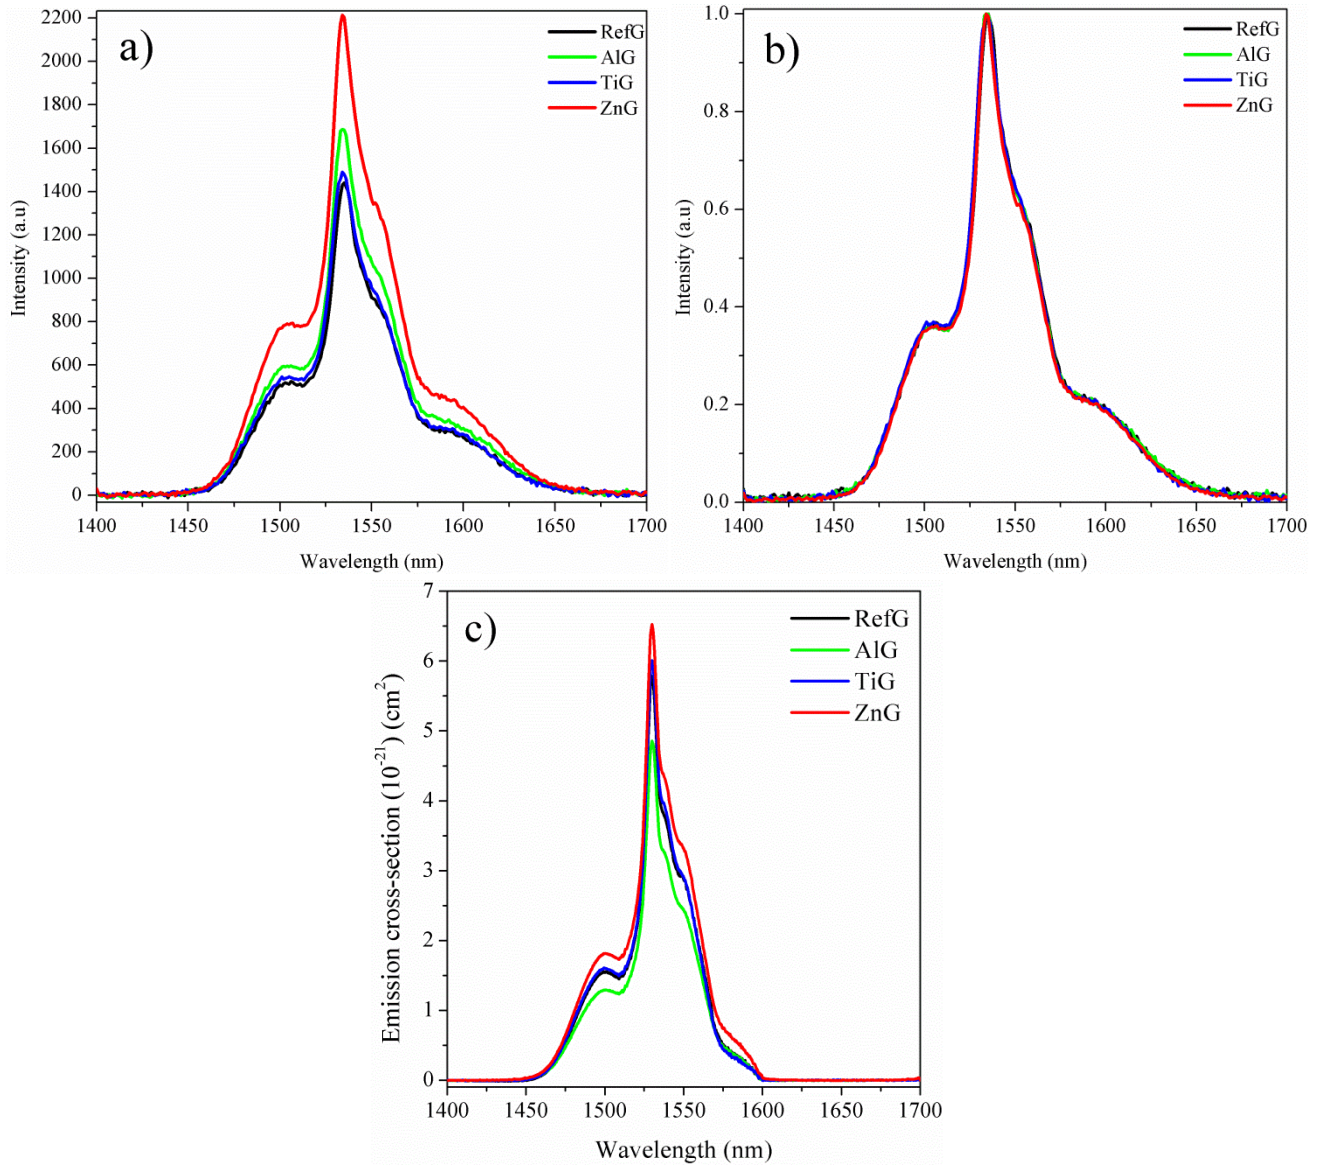 a)
RefG
AlG
TiG
ZnG
2200
2000
1800
1600
1400
1200
1000
800
600
400
200
0
Intensity (a.u)
1400 1450 1500 1550 1600 1650 1700
Wavelength (nm)
b)
RefG
AlG
TiG
ZnG
1.0
0.8
0.6
0.4
0.2
0.0
Intensity (a.u)
1400 1450 1500 1550 1600 1650 1700
Wavelength (nm)
c)
RefG
AlG
TiG
ZnG
7
6
5
4
3
2
1
0
Emission cross-section (10⁻²¹) (cm²)
1400 1450 1500 1550 1600 1650 1700
Wavelength (nm)